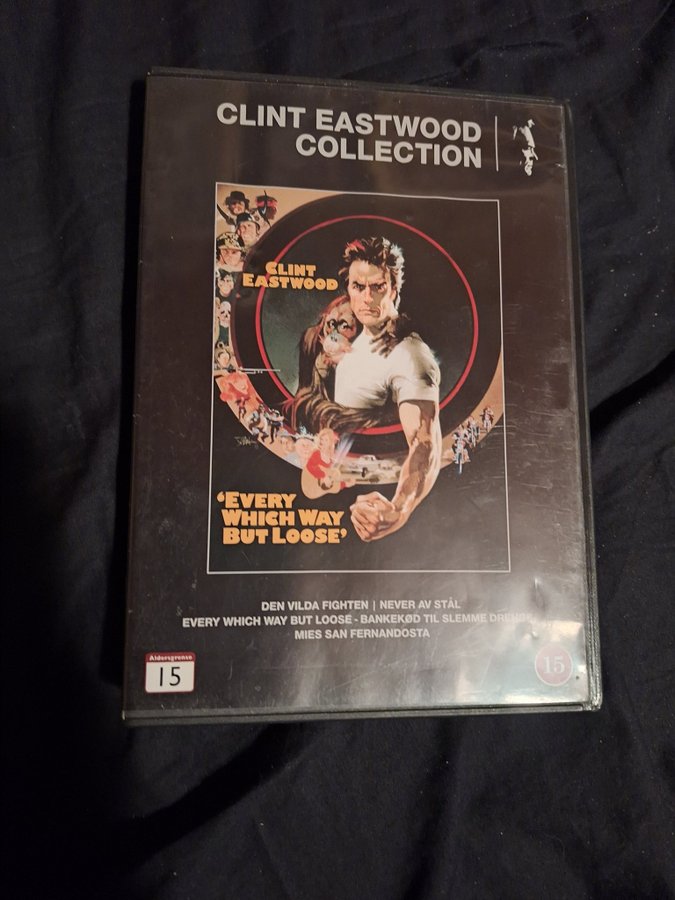 CLINT EASTWOOD
COLLECTION
CLINT
EASTWOOD
'EVERY
WHICH WAY
BUT LOOSE'
DEN VILDA FIGHTEN | NEVER AV STÅL
EVERY WHICH WAY BUT LOOSE - BANKEKØD TIL SLEMME DRENGE
MIES SAN FERNANDOSTA
Aldersgrense
15
15